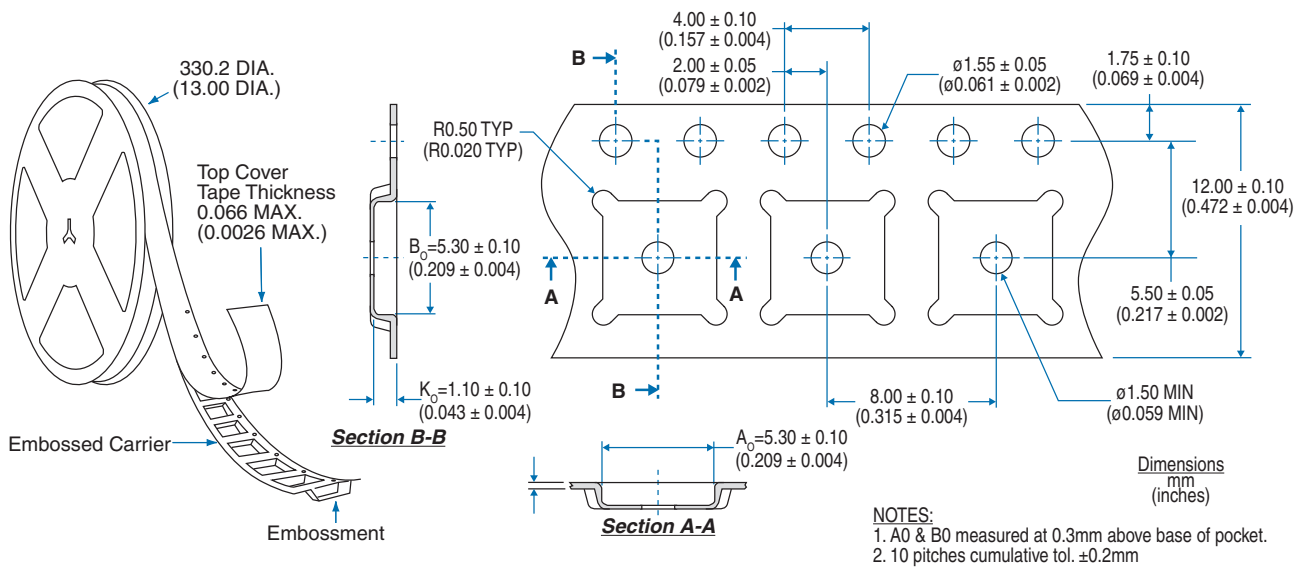 330.2 DIA.
(13.00 DIA.)
Top Cover
Tape Thickness
0.066 MAX.
(0.0026 MAX.)
Embossed Carrier
Embossment
B₀=5.30 ± 0.10
(0.209 ± 0.004)
K₀=1.10 ± 0.10
(0.043 ± 0.004)
Section B-B
R0.50 TYP
(R0.020 TYP)
B
4.00 ± 0.10
(0.157 ± 0.004)
2.00 ± 0.05
(0.079 ± 0.002)
ø1.55 ± 0.05
(ø0.061 ± 0.002)
1.75 ± 0.10
(0.069 ± 0.004)
12.00 ± 0.10
(0.472 ± 0.004)
A
A
5.50 ± 0.05
(0.217 ± 0.002)
B
8.00 ± 0.10
(0.315 ± 0.004)
ø1.50 MIN
(ø0.059 MIN)
A₀=5.30 ± 0.10
(0.209 ± 0.004)
Section A-A
Dimensions
mm
(inches)
NOTES:
1. A0 & B0 measured at 0.3mm above base of pocket.
2. 10 pitches cumulative tol. ±0.2mm